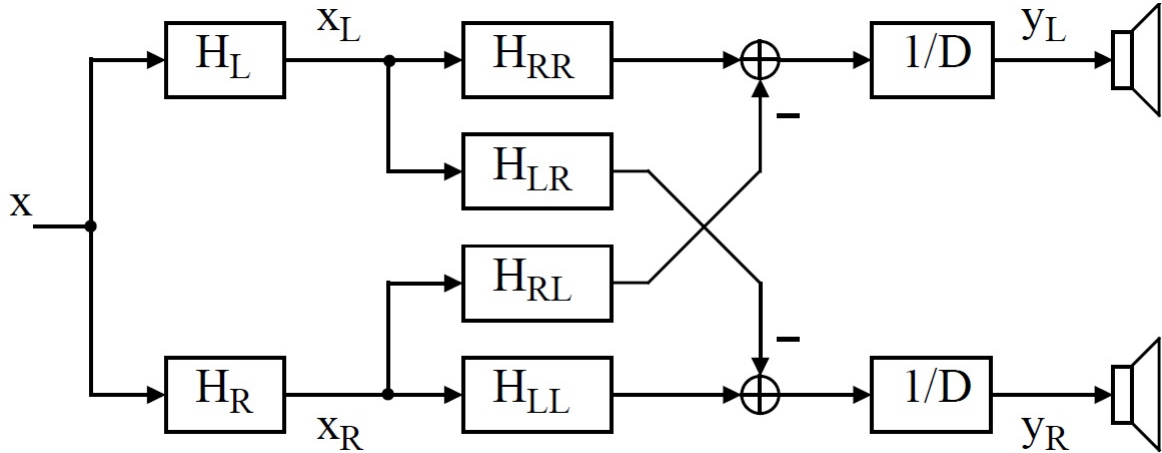 x_L
y_L
H_L
H_RR
1/D
−
H_LR
x
H_RL
−
H_R
H_LL
1/D
x_R
y_R